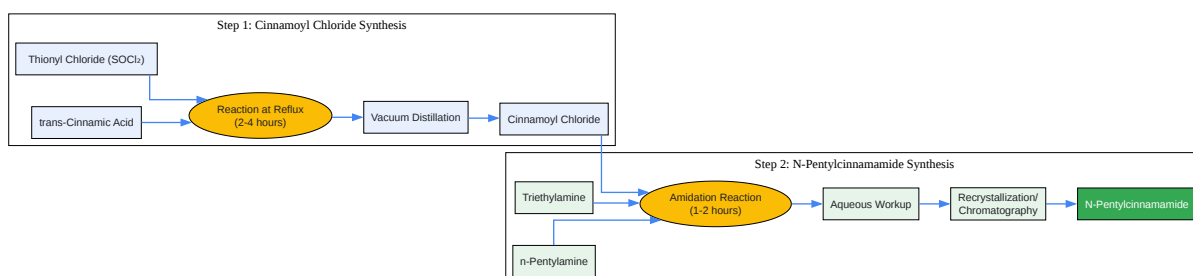 Step 1: Cinnamoyl Chloride Synthesis
Thionyl Chloride (SOCl₂)
trans-Cinnamic Acid
Reaction at Reflux
(2-4 hours)
Vacuum Distillation
Cinnamoyl Chloride
Step 2: N-Pentylcinnamamide Synthesis
Triethylamine
n-Pentylamine
Amidation Reaction
(1-2 hours)
Aqueous Workup
Recrystallization/
Chromatography
N-Pentylcinnamamide